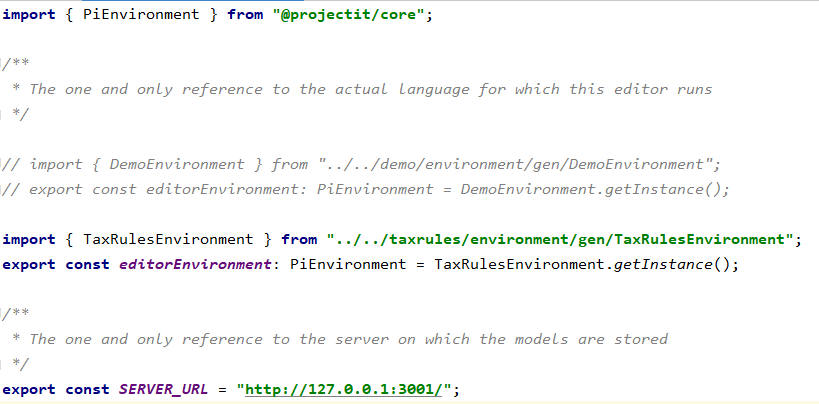 import { PiEnvironment } from "@projectit/core";
/**
* The one and only reference to the actual language for which this editor runs
*/
// import { DemoEnvironment } from "../../demo/environment/gen/DemoEnvironment";
// export const editorEnvironment: PiEnvironment = DemoEnvironment.getInstance();
import { TaxRulesEnvironment } from "../../taxrules/environment/gen/TaxRulesEnvironment";
export const editorEnvironment: PiEnvironment = TaxRulesEnvironment.getInstance();
/**
* The one and only reference to the server on which the models are stored
*/
export const SERVER_URL = "http://127.0.0.1:3001/";